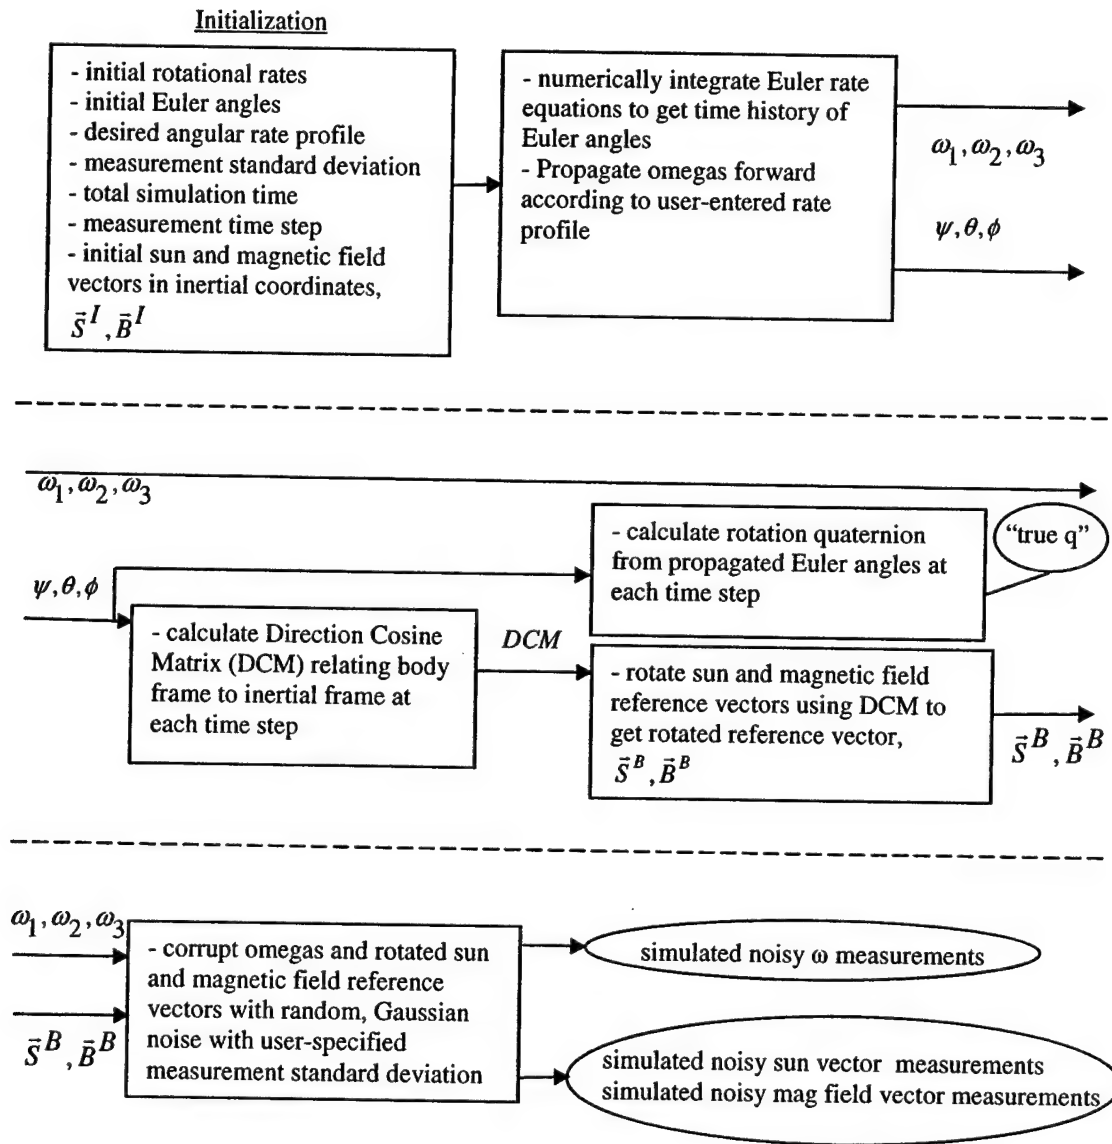 Initialization
- initial rotational rates
- initial Euler angles
- desired angular rate profile
- measurement standard deviation
- total simulation time
- measurement time step
- initial sun and magnetic field
vectors in inertial coordinates,
S⃗^I, B⃗^I
- numerically integrate Euler rate
equations to get time history of
Euler angles
- Propagate omegas forward
according to user-entered rate
profile
ω₁, ω₂, ω₃
ψ, θ, ϕ
ω₁, ω₂, ω₃
- calculate rotation quaternion
from propagated Euler angles at
each time step
"true q"
ψ, θ, ϕ
- calculate Direction Cosine
Matrix (DCM) relating body
frame to inertial frame at
each time step
DCM
- rotate sun and magnetic field
reference vectors using DCM to
get rotated reference vector,
S⃗^B, B⃗^B
S⃗^B, B⃗^B
ω₁, ω₂, ω₃
S⃗^B, B⃗^B
- corrupt omegas and rotated sun
and magnetic field reference
vectors with random, Gaussian
noise with user-specified
measurement standard deviation
simulated noisy ω measurements
simulated noisy sun vector measurements
simulated noisy mag field vector measurements